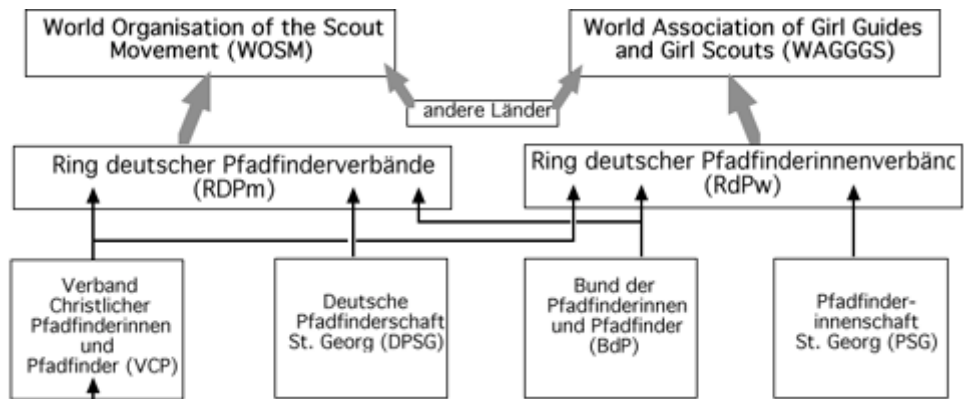 World Organisation of the Scout
Movement (WOSM)
World Association of Girl Guides
and Girl Scouts (WAGGGS)
andere Länder
Ring deutscher Pfadfinderverbände
(RDPm)
Ring deutscher Pfadfinderinnenverbänc
(RdPw)
Verband
Christlicher
Pfadfinderinnen
und
Pfadfinder (VCP)
Deutsche
Pfadfinderschaft
St. Georg (DPSG)
Bund der
Pfadfinderinnen
und Pfadfinder
(BdP)
Pfadfinder-
innenschaft
St. Georg (PSG)